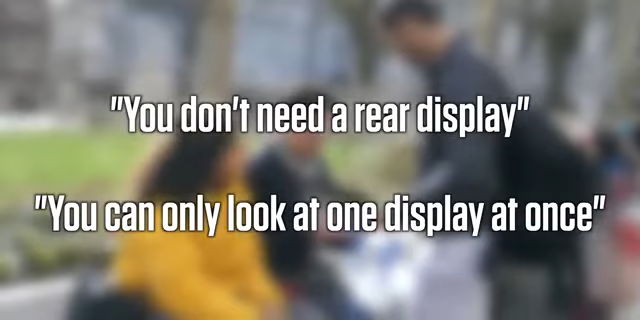 "You don't need a rear display"
"You can only look at one display at once"